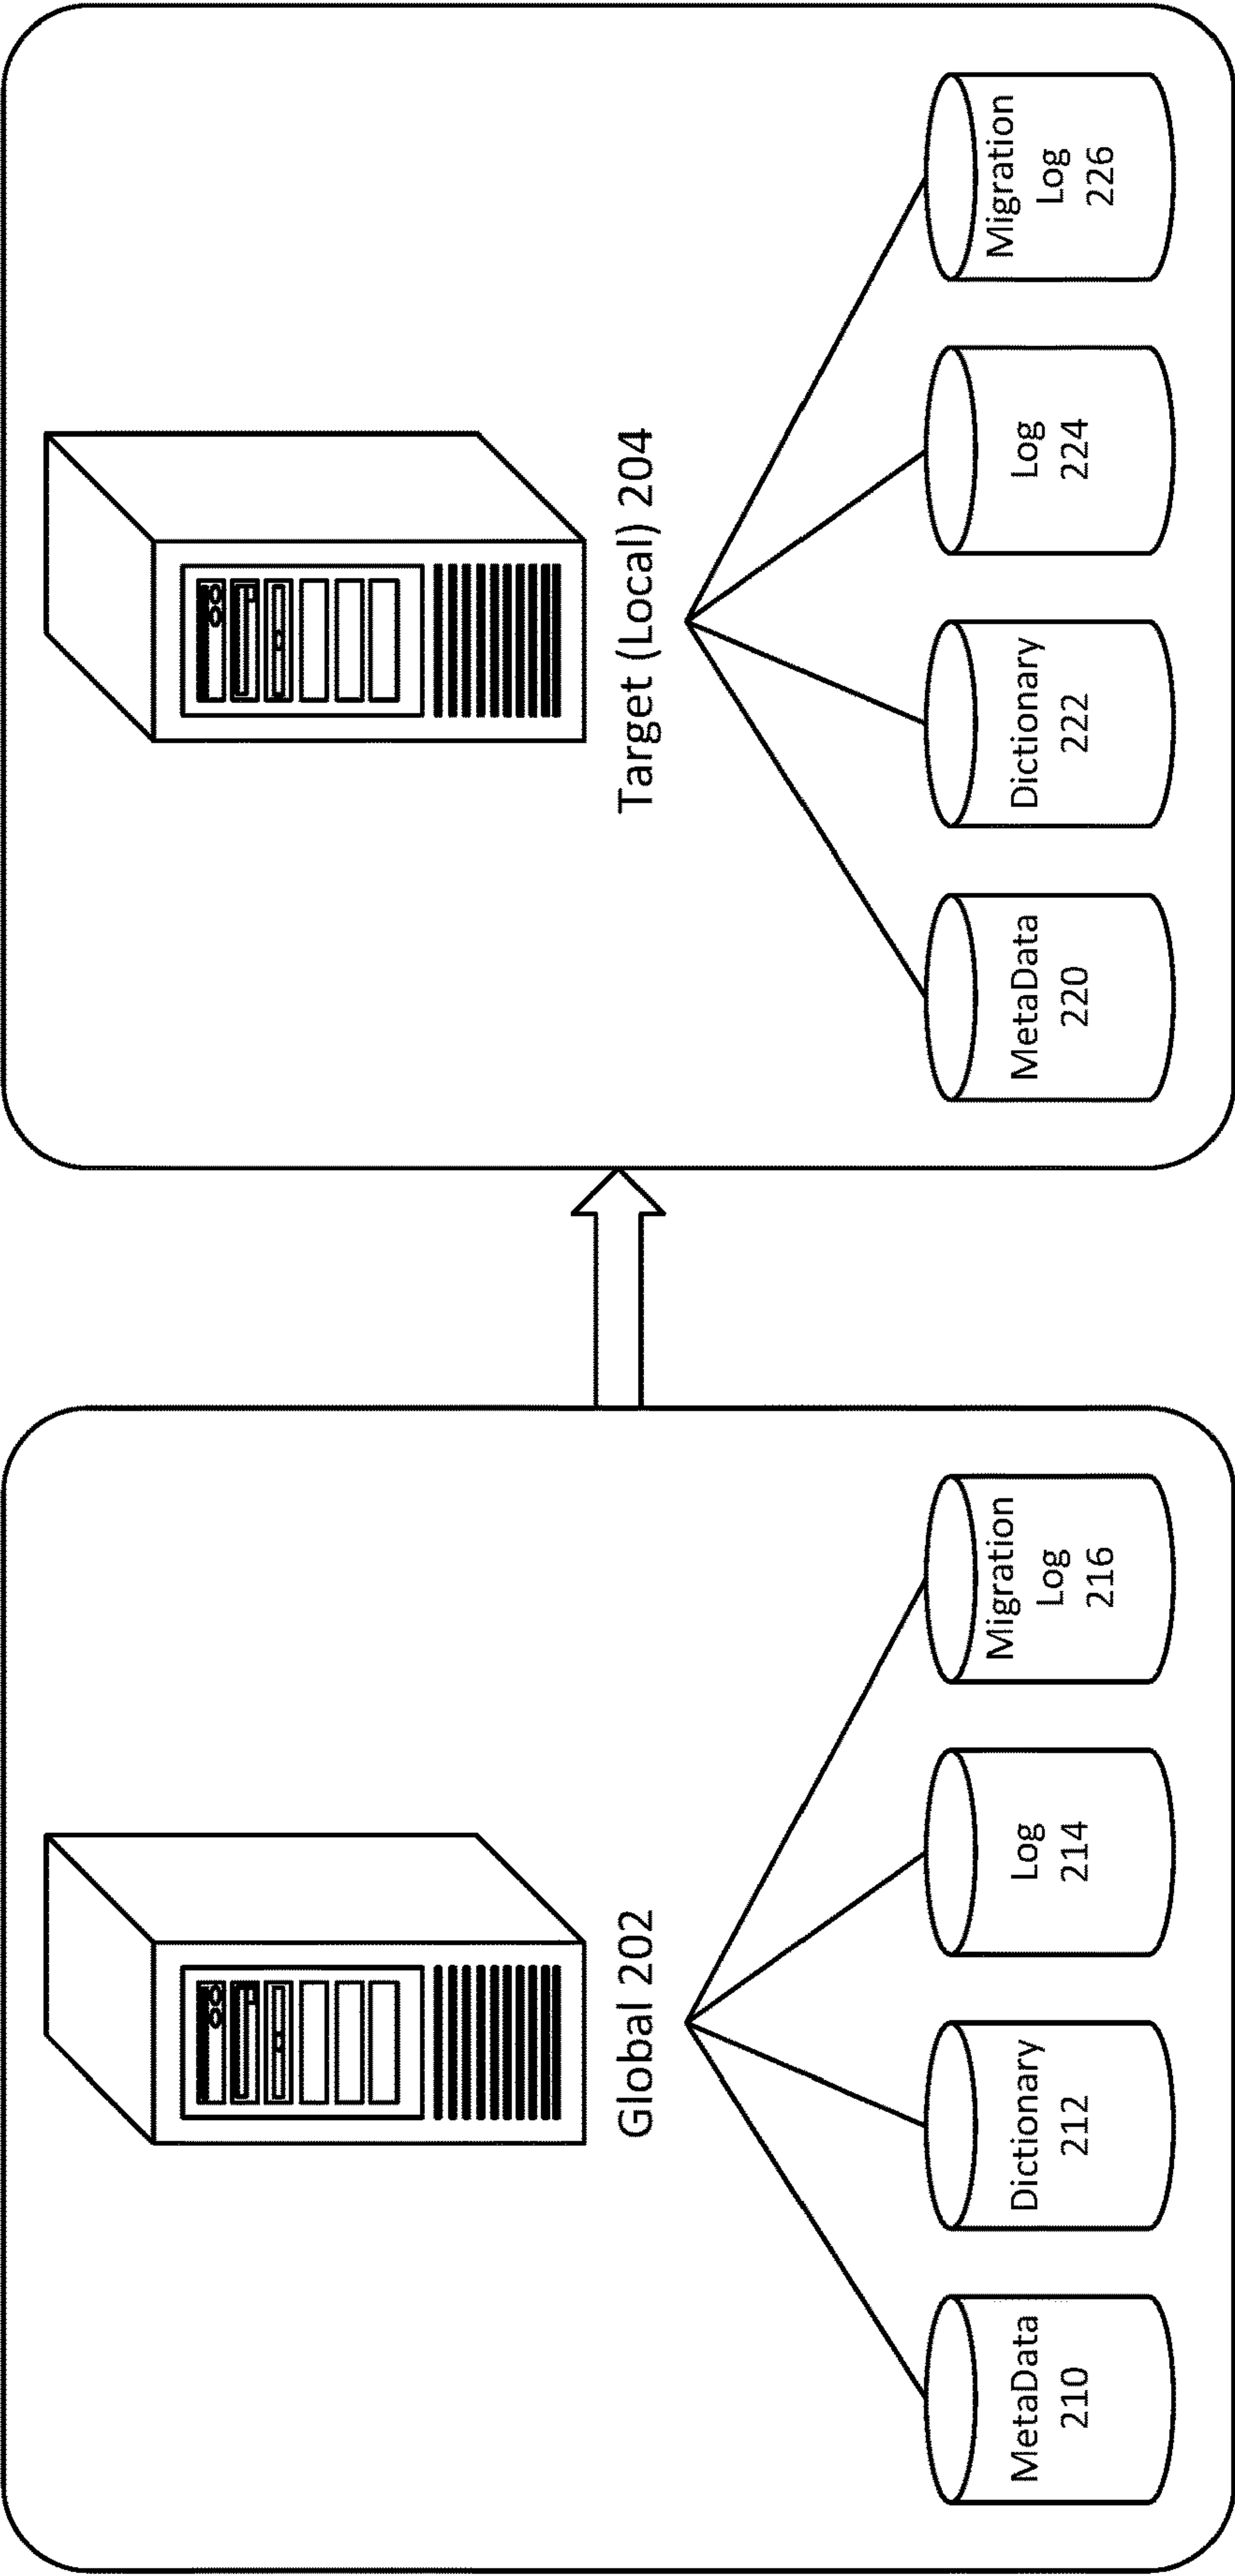 Global 202
MetaData
210
Dictionary
212
Log
214
Migration
Log
216
Target (Local) 204
MetaData
220
Dictionary
222
Log
224
Migration
Log
226